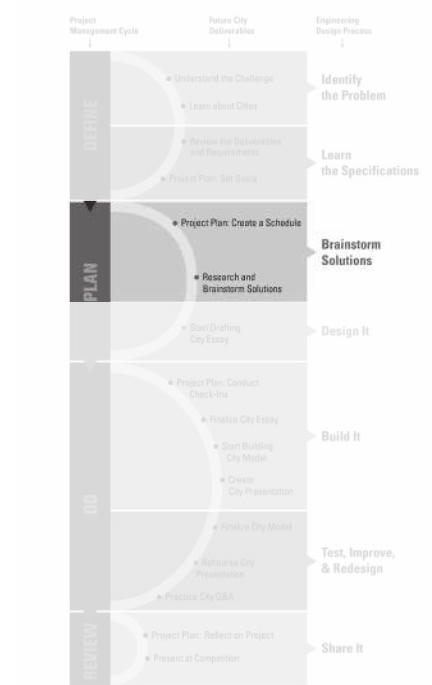 Project
Management Cycle
Future City
Deliverables
Engineering
Design Process
DEFINE
Understand the Challenge
Learn about Cities
Identify
the Problem
Review the Deliverables
and Requirements
Project Plan: Set Goals
Learn
the Specifications
PLAN
Project Plan: Create a Schedule
Research and
Brainstorm Solutions
Brainstorm
Solutions
Start Drafting
City Essay
Design It
DO
Project Plan: Conduct
Check-Ins
Finalize City Essay
Start Building
City Model
Create
City Presentation
Build It
Finalize City Model
Rehearse City
Presentation
Practice City Q&A
Test, Improve,
& Redesign
REVIEW
Project Plan: Reflect on Project
Present at Competition
Share It